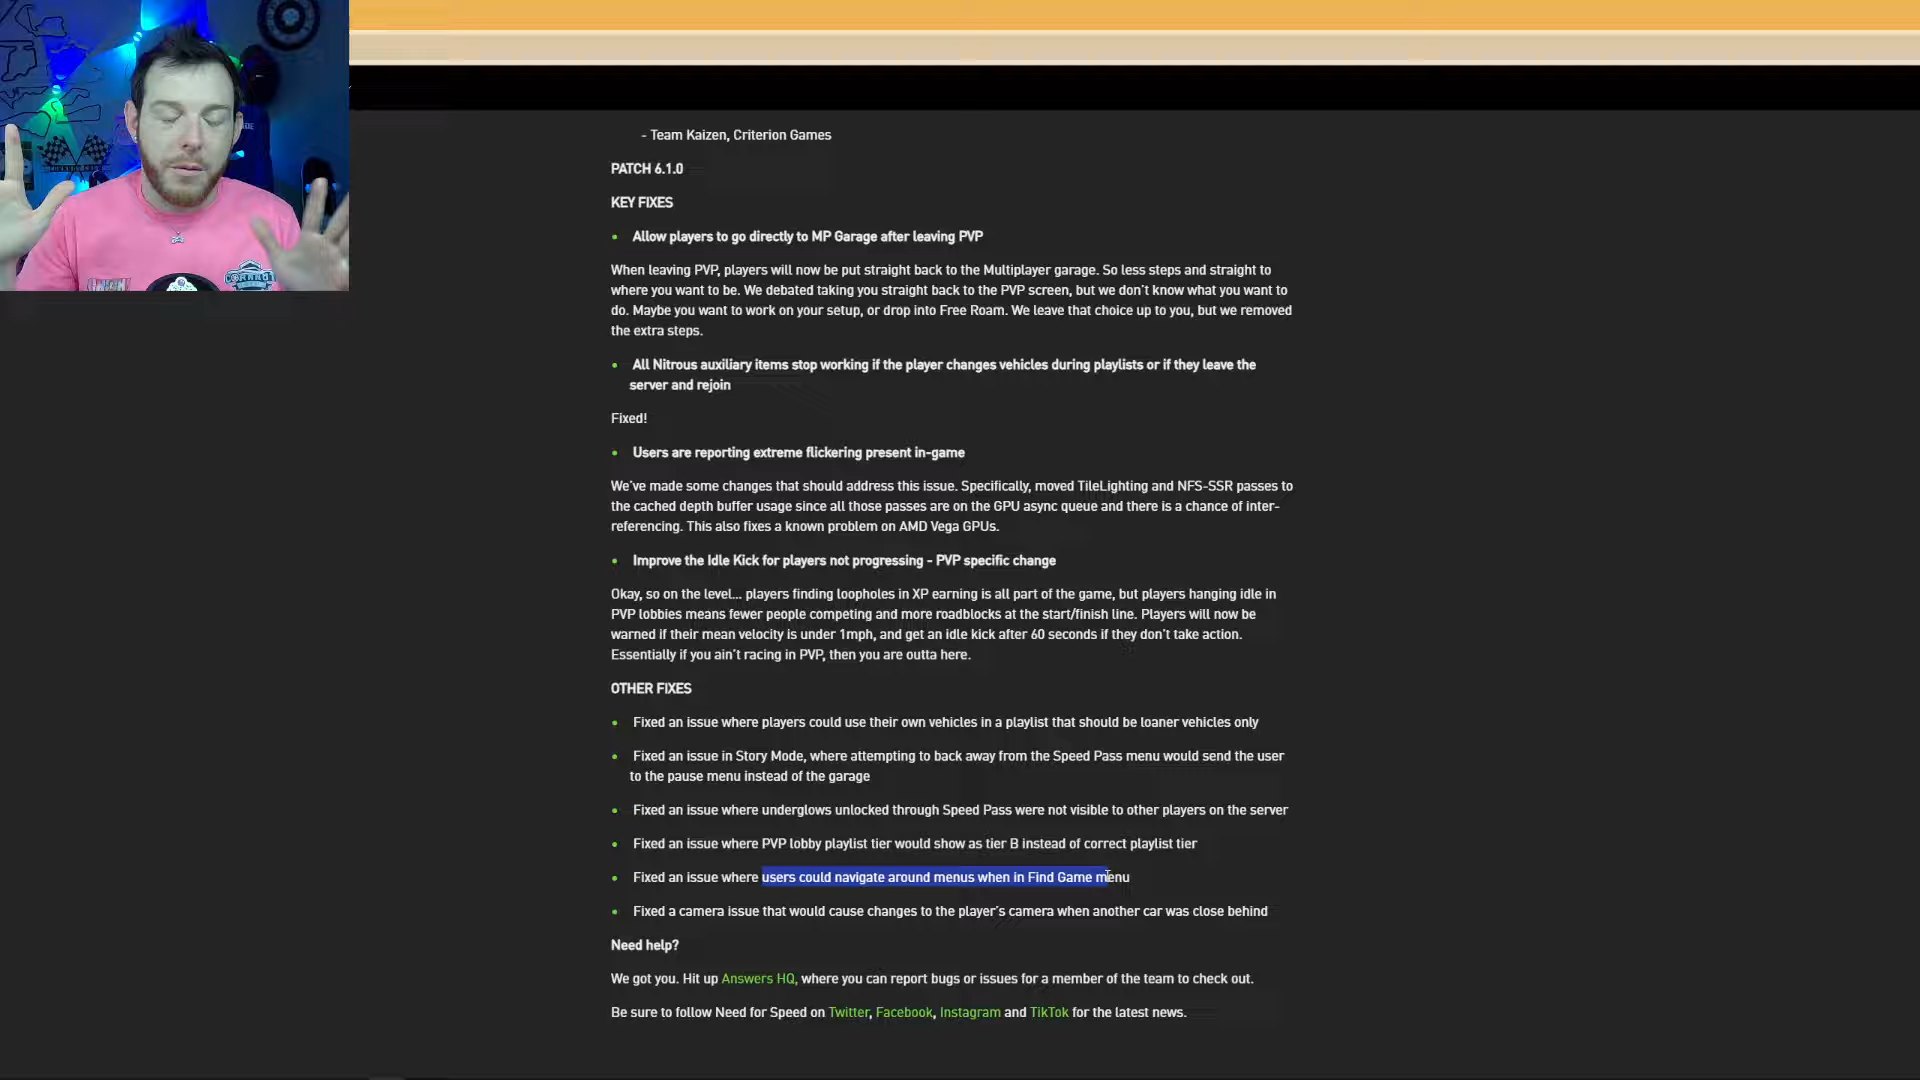 - Team Kaizen, Criterion Games
PATCH 6.1.0
KEY FIXES
Allow players to go directly to MP Garage after leaving PVP
When leaving PVP, players will now be put straight back to the Multiplayer garage. So less steps and straight to
where you want to be. We debated taking you straight back to the PVP screen, but we don't know what you want to
do. Maybe you want to work on your setup, or drop into Free Roam. We leave that choice up to you, but we removed
the extra steps.
All Nitrous auxiliary items stop working if the player changes vehicles during playlists or if they leave the
server and rejoin
Fixed!
Users are reporting extreme flickering present in-game
We've made some changes that should address this issue. Specifically, moved TileLighting and NFS-SSR passes to
the cached depth buffer usage since all those passes are on the GPU async queue and there is a chance of inter-
referencing. This also fixes a known problem on AMD Vega GPUs.
Improve the Idle Kick for players not progressing - PVP specific change
Okay, so on the level... players finding loopholes in XP earning is all part of the game, but players hanging idle in
PVP lobbies means fewer people competing and more roadblocks at the start/finish line. Players will now be
warned if their mean velocity is under 1mph, and get an idle kick after 60 seconds if they don't take action.
Essentially if you ain't racing in PVP, then you are outta here.
OTHER FIXES
Fixed an issue where players could use their own vehicles in a playlist that should be loaner vehicles only
Fixed an issue in Story Mode, where attempting to back away from the Speed Pass menu would send the user
to the pause menu instead of the garage
Fixed an issue where underglows unlocked through Speed Pass were not visible to other players on the server
Fixed an issue where PVP lobby playlist tier would show as tier B instead of correct playlist tier
Fixed an issue where users could navigate around menus when in Find Game menu
Fixed a camera issue that would cause changes to the player's camera when another car was close behind
Need help?
We got you. Hit up Answers HQ, where you can report bugs or issues for a member of the team to check out.
Be sure to follow Need for Speed on Twitter, Facebook, Instagram and TikTok for the latest news.